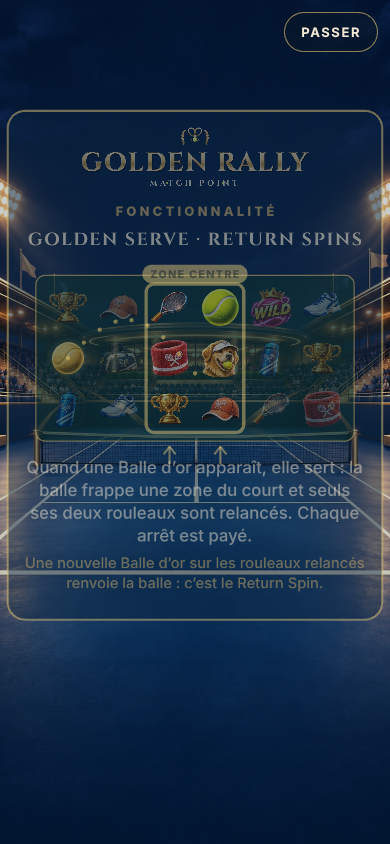 PASSER
GOLDEN RALLY
MATCH POINT
FONCTIONNALITÉ
GOLDEN SERVE · RETURN SPINS
ZONE CENTRE
WILD
Quand une Balle d’or apparaît, elle sert : la
balle frappe une zone du court et seuls
ses deux rouleaux sont relancés. Chaque
arrêt est payé.
Une nouvelle Balle d’or sur les rouleaux relancés
renvoie la balle : c’est le Return Spin.